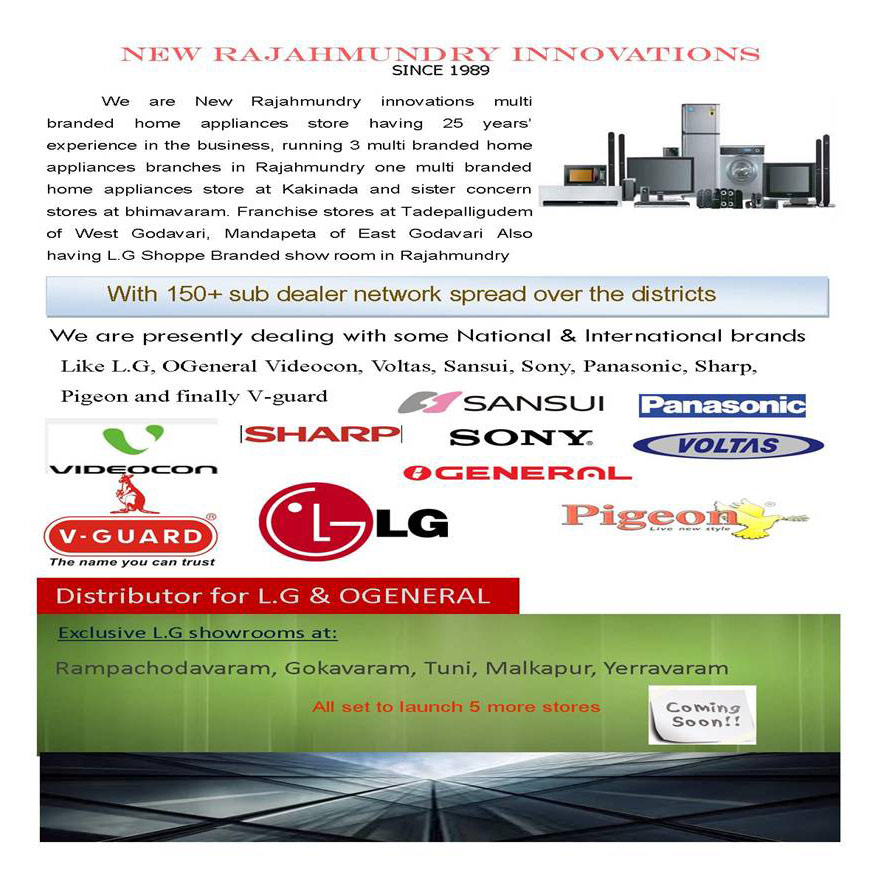 NEW RAJAHMUNDRY INNOVATIONS
SINCE 1989
We are New Rajahmundry innovations multi
branded home appliances store having 25 years'
experience in the business, running 3 multi branded home
appliances branches in Rajahmundry one multi branded
home appliances store at Kakinada and sister concern
stores at bhimavaram. Franchise stores at Tadepalligudem
of West Godavari, Mandapeta of East Godavari Also
having L.G Shoppe Branded show room in Rajahmundry
With 150+ sub dealer network spread over the districts
We are presently dealing with some National & International brands
Like L.G, OGeneral Videocon, Voltas, Sansui, Sony, Panasonic, Sharp,
Pigeon and finally V-guard
SANSUI
Panasonic
VIDEOCON
SHARP
SONY®
VOLTAS
GENERAL
V-GUARD®
The name you can trust
LG
Pigeon®
Live new style
Distributor for L.G & OGENERAL
Exclusive L.G showrooms at:
Rampachodavaram, Gokavaram, Tuni, Malkapur, Yerravaram
All set to launch 5 more stores
Coming
Soon!!